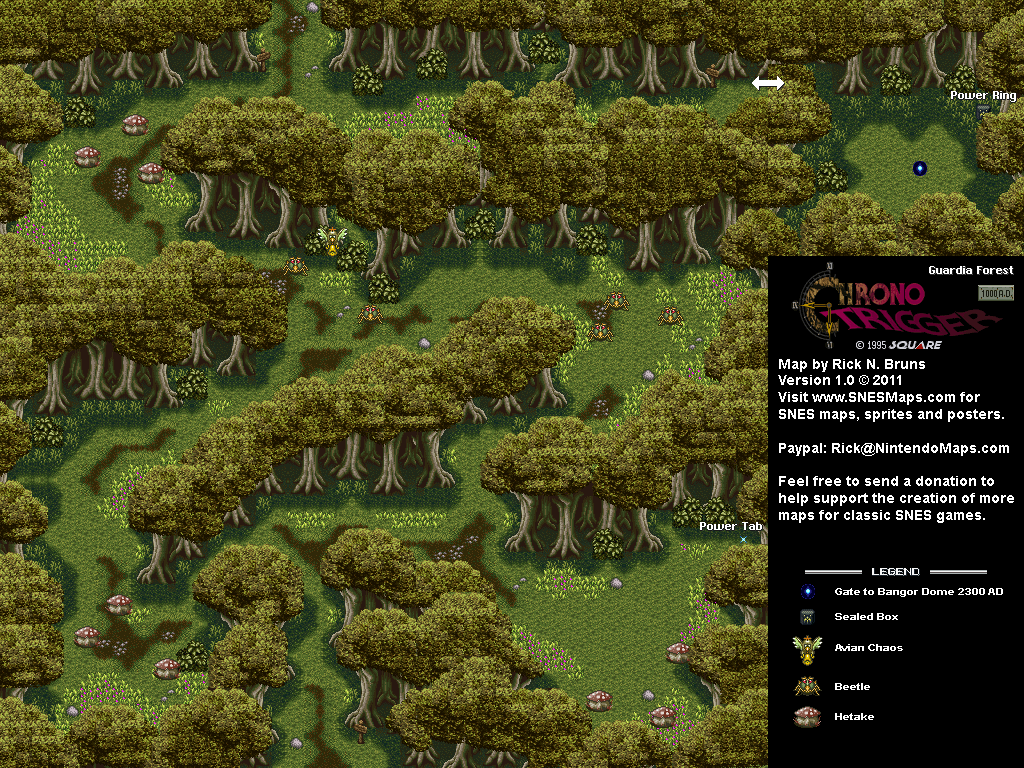 Power Ring
Guardia Forest
1000 A.D.
CHRONO
TRIGGER
© 1995 SQUARE
Map by Rick N. Bruns
Version 1.0 © 2011
Visit www.SNESMaps.com for
SNES maps, sprites and posters.
Paypal: Rick@NintendoMaps.com
Feel free to send a donation to
help support the creation of more
maps for classic SNES games.
Power Tab
LEGEND
Gate to Bangor Dome 2300 AD
Sealed Box
Avian Chaos
Beetle
Hetake